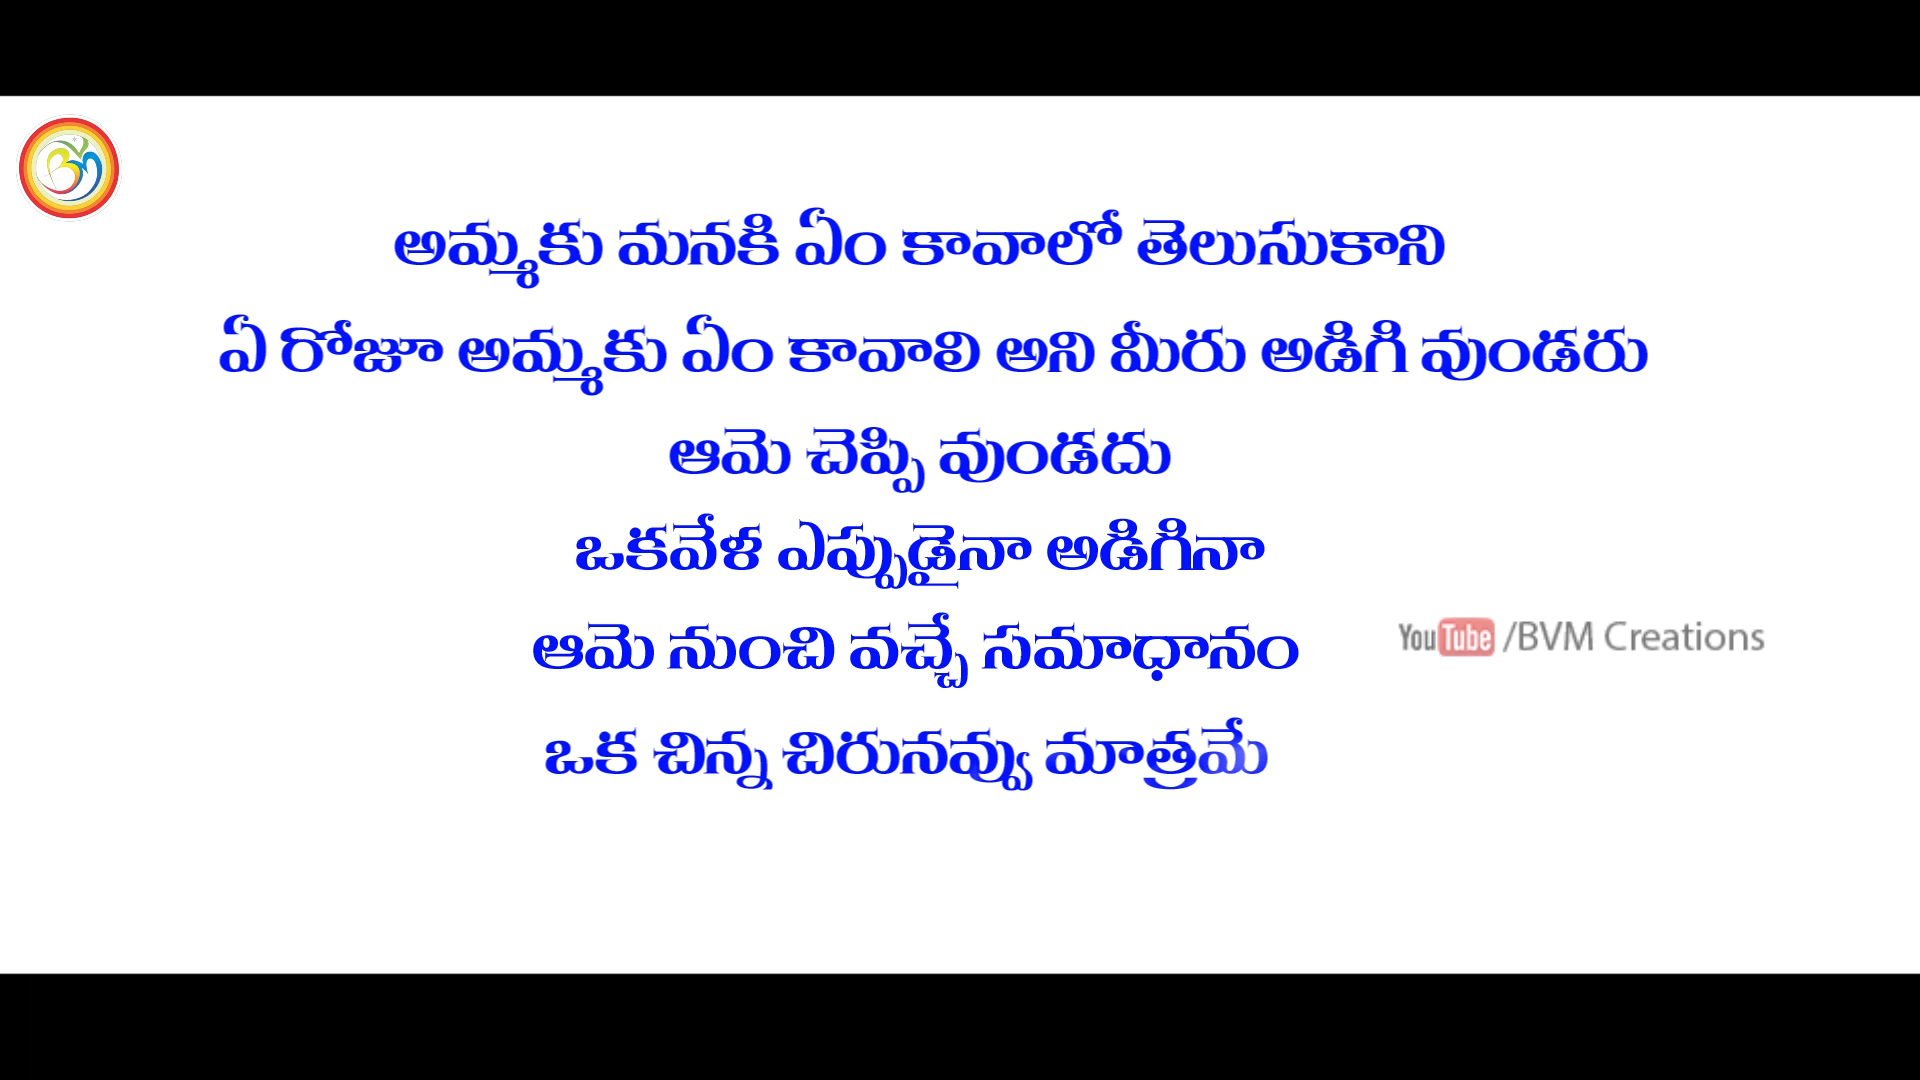 అమ్మకు మనకి ఏం కావాలో తెలుసుకాని
ఏ రోజూ అమ్మకు ఏం కావాలి అని మీరు అడిగి వుండరు
ఆమె చెప్పి వుండదు
ఒకవేళ ఎప్పుడైనా అడిగినా
ఆమె నుంచి వచ్చే సమాధానం
YouTube /BVM Creations
ఒక చిన్న చిరునవ్వు మాత్రమే